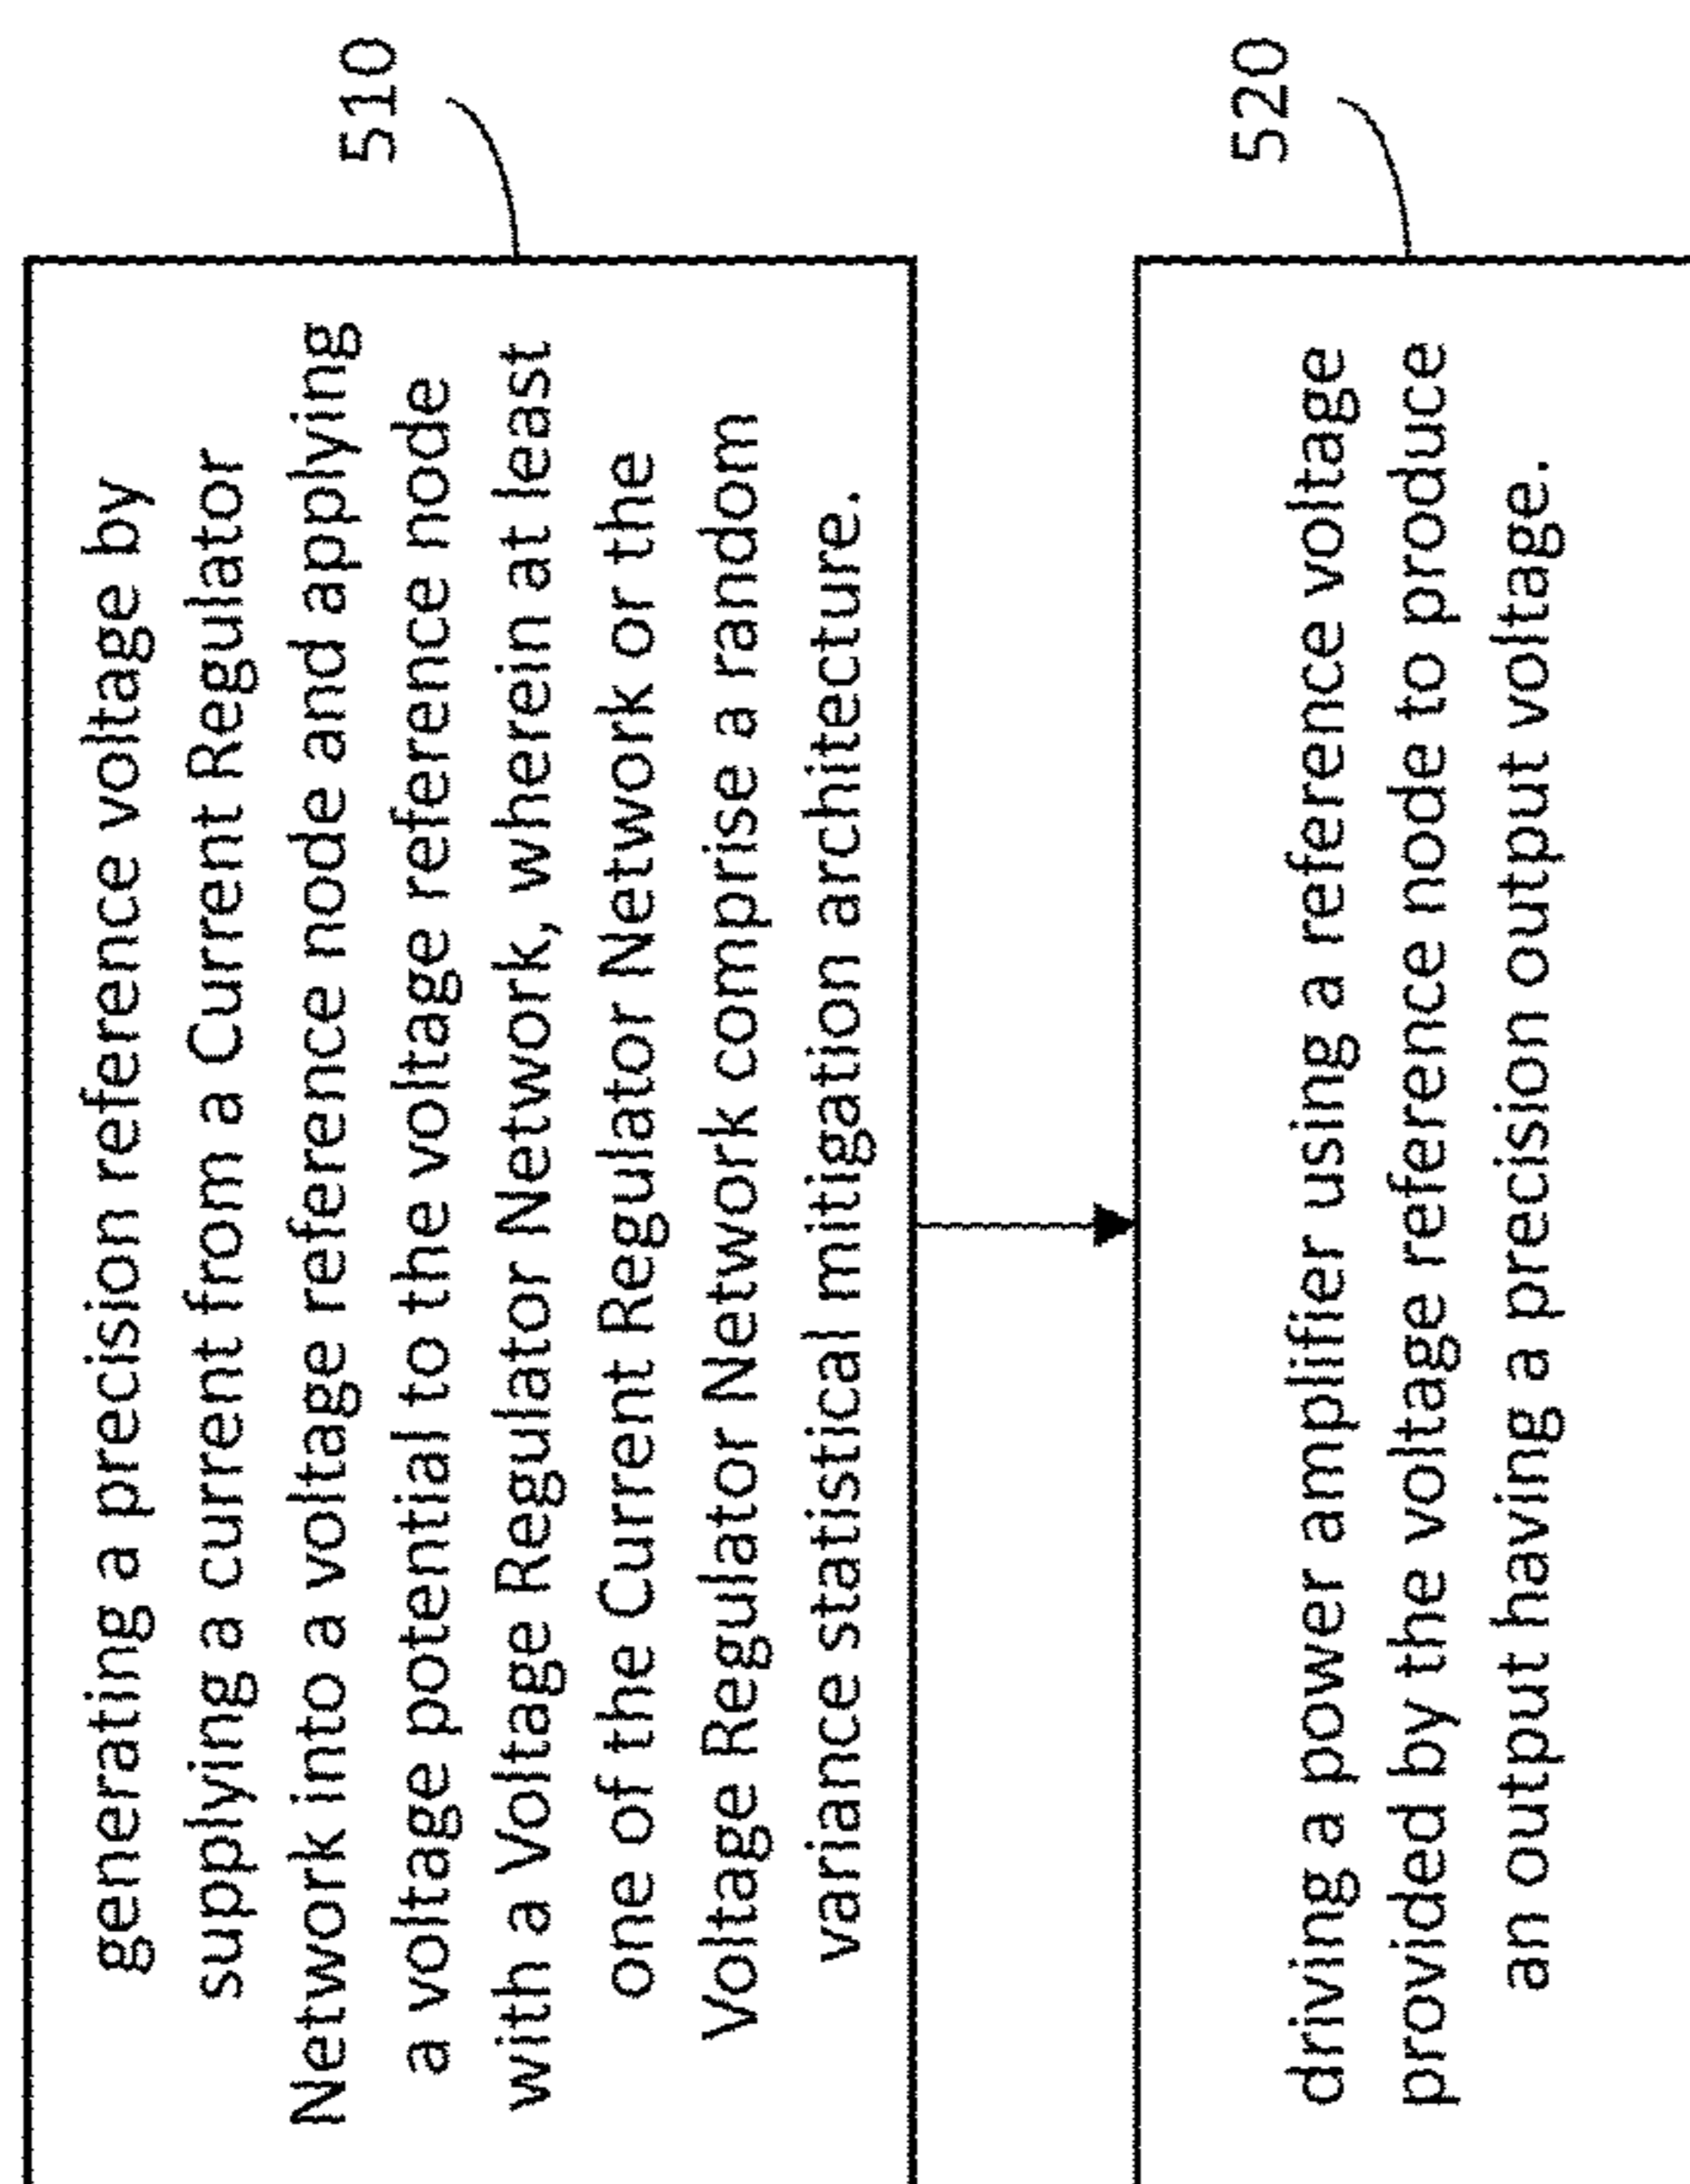 generating a precision reference voltage by
supplying a current from a Current Regulator
Network into a voltage reference node and applying
a voltage potential to the voltage reference node
with a Voltage Regulator Network, wherein at least
one of the Current Regulator Network or the
Voltage Regulator Network comprise a random
variance statistical mitigation architecture.
510
driving a power amplifier using a reference voltage
provided by the voltage reference node to produce
an output having a precision output voltage.
520